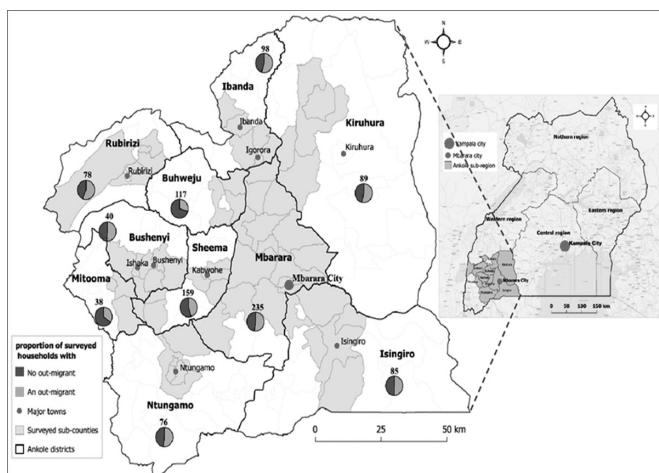 98
Ibanda
Ibanda
Igorora
Kiruhura
Kiruhura
89
Rubirizi
Rubirizi
78
Buhweju
117
40
Bushenyi
Ishaka
Bushenyi
Sheema
Kabwohe
Mbarara
Mbarara City
Mitooma
38
159
235
Isingiro
Isingiro
85
Ntungamo
Ntungamo
76
proportion of surveyed
households with
No out-migrant
An out-migrant
Major towns
Surveyed sub-counties
Ankole districts
0 25 50 km
N
W E
S
Kampala city
Mbarara city
Ankole sub-region
Nothern region
Eastern region
Western region
Central region
Kampala City
Mbarara City
0 50 100 150 km